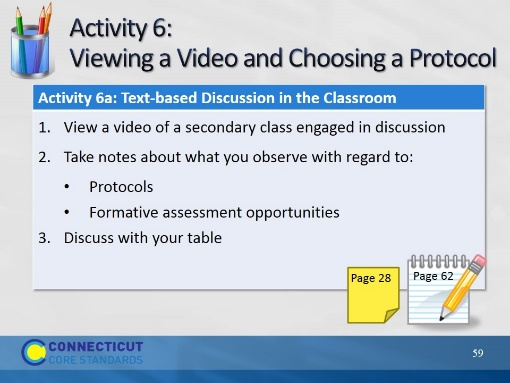 Activity 6:
Viewing a Video and Choosing a Protocol
Activity 6a: Text-based Discussion in the Classroom
1. View a video of a secondary class engaged in discussion
2. Take notes about what you observe with regard to:
• Protocols
• Formative assessment opportunities
3. Discuss with your table
Page 28
Page 62
CONNECTICUT
CORE STANDARDS
59